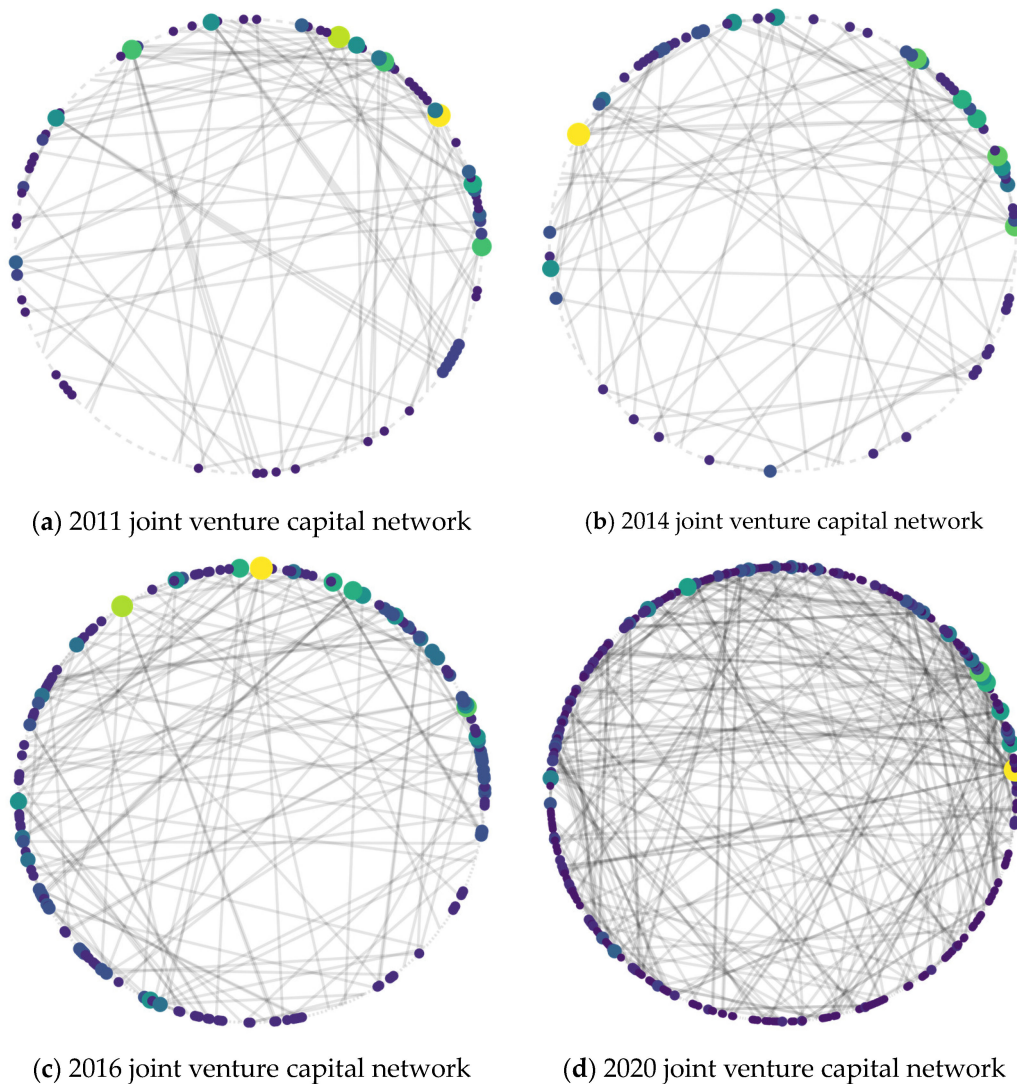 (a) 2011 joint venture capital network
(b) 2014 joint venture capital network
(c) 2016 joint venture capital network
(d) 2020 joint venture capital network